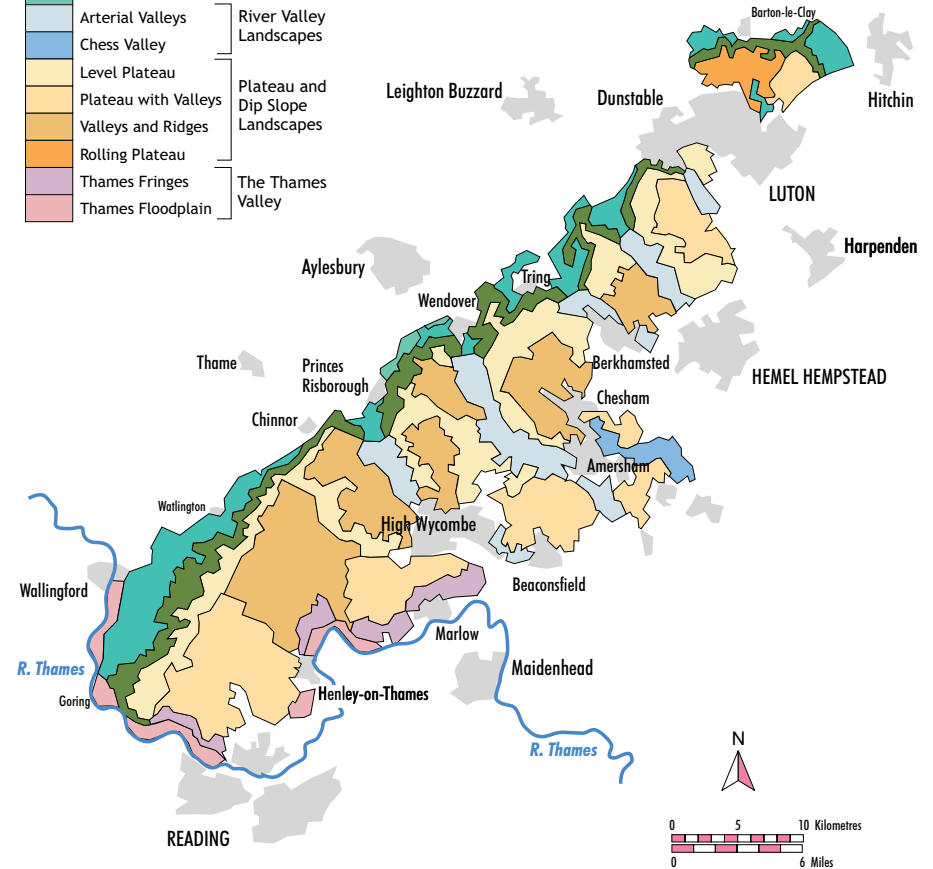 Arterial Valleys
Chess Valley
River Valley
Landscapes
Level Plateau
Plateau with Valleys
Valleys and Ridges
Rolling Plateau
Plateau and
Dip Slope
Landscapes
Thames Fringes
Thames Floodplain
The Thames
Valley
Barton-le-Clay
Hitchin
Leighton Buzzard
Dunstable
LUTON
Harpenden
Aylesbury
Tring
Wendover
Thame
Princes
Risborough
Berkhamsted
HEMEL HEMPSTEAD
Chesham
Chinnor
Amersham
Watlington
High Wycombe
Wallingford
Beaconsfield
Marlow
R. Thames
Maidenhead
Goring
Henley-on-Thames
R. Thames
READING
N
0 5 10 Kilometres
0 6 Miles